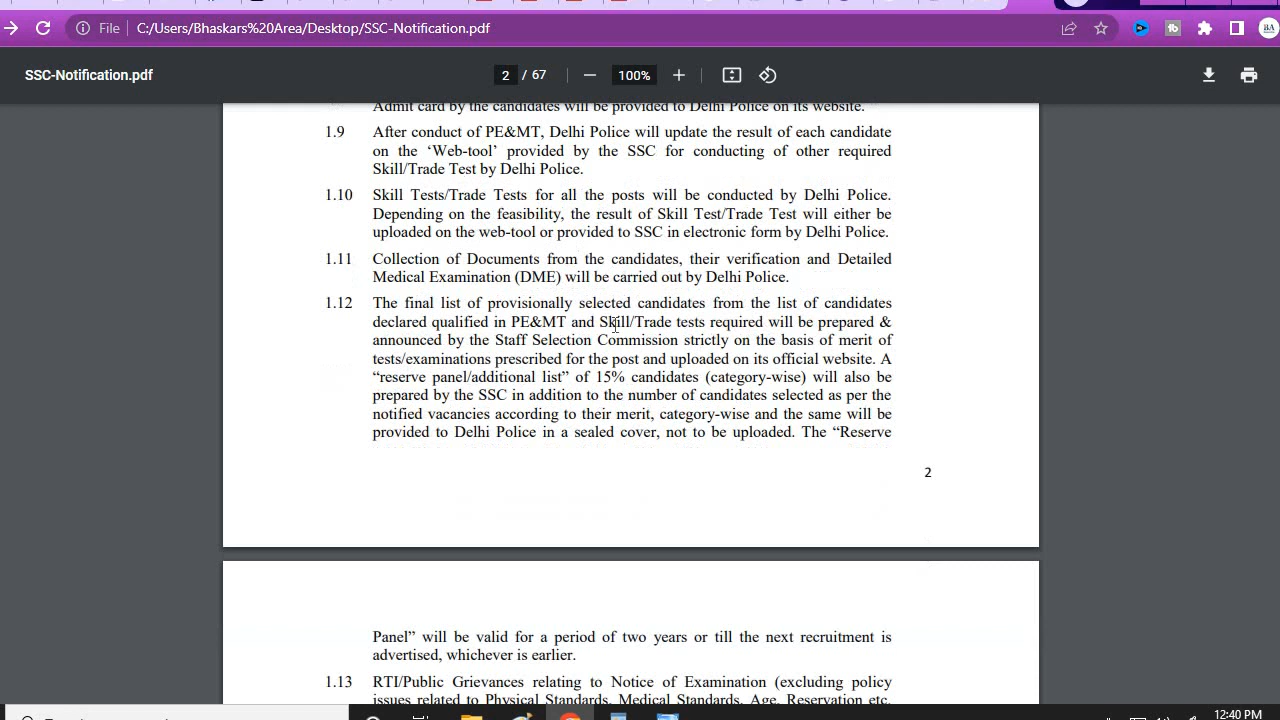 File
C:/Users/Bhaskars%20Area/Desktop/SSC-Notification.pdf
SSC-Notification.pdf
2 / 67
100%
Admit card by the candidates will be provided to Delhi Police on its website.
1.9 After conduct of PE&MT, Delhi Police will update the result of each candidate
on the ‘Web-tool’ provided by the SSC for conducting of other required
Skill/Trade Test by Delhi Police.
1.10 Skill Tests/Trade Tests for all the posts will be conducted by Delhi Police.
Depending on the feasibility, the result of Skill Test/Trade Test will either be
uploaded on the web-tool or provided to SSC in electronic form by Delhi Police.
1.11 Collection of Documents from the candidates, their verification and Detailed
Medical Examination (DME) will be carried out by Delhi Police.
1.12 The final list of provisionally selected candidates from the list of candidates
declared qualified in PE&MT and Skill/Trade tests required will be prepared &
announced by the Staff Selection Commission strictly on the basis of merit of
tests/examinations prescribed for the post and uploaded on its official website. A
“reserve panel/additional list” of 15% candidates (category-wise) will also be
prepared by the SSC in addition to the number of candidates selected as per the
notified vacancies according to their merit, category-wise and the same will be
provided to Delhi Police in a sealed cover, not to be uploaded. The “Reserve
2
Panel” will be valid for a period of two years or till the next recruitment is
advertised, whichever is earlier.
1.13 RTI/Public Grievances relating to Notice of Examination (excluding policy
issues related to Physical Standards, Medical Standards, Age, Reservation etc.
12:40 PM